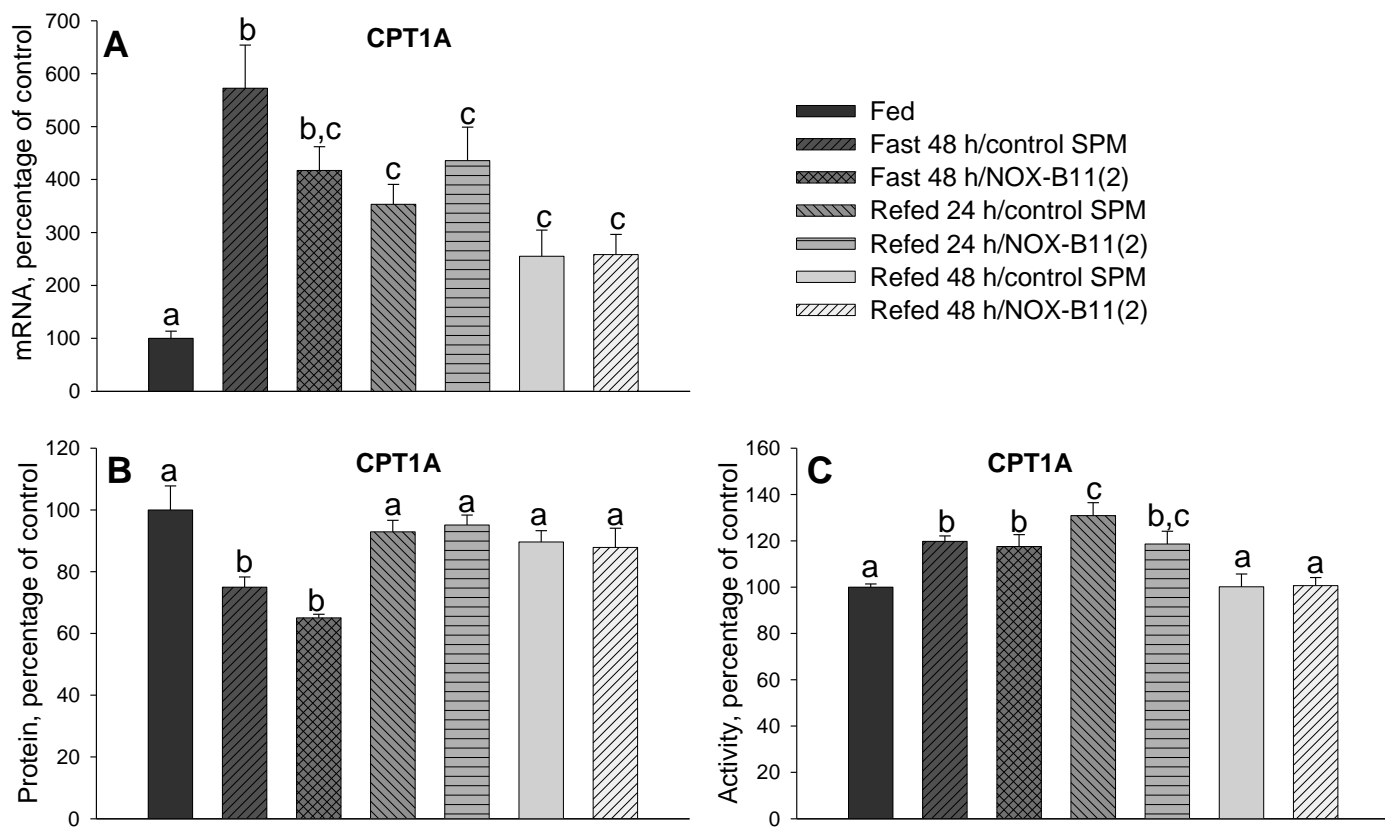 A
CPT1A
mRNA, percentage of control
700
600
500
400
300
200
100
0
a
b
b,c
c
c
c
c
Fed
Fast 48 h/control SPM
Fast 48 h/NOX-B11(2)
Refed 24 h/control SPM
Refed 24 h/NOX-B11(2)
Refed 48 h/control SPM
Refed 48 h/NOX-B11(2)
B
CPT1A
Protein, percentage of control
120
100
80
60
40
20
0
a
b
b
a
a
a
a
C
CPT1A
Activity, percentage of control
160
140
120
100
80
60
40
20
0
a
b
b
c
b,c
a
a